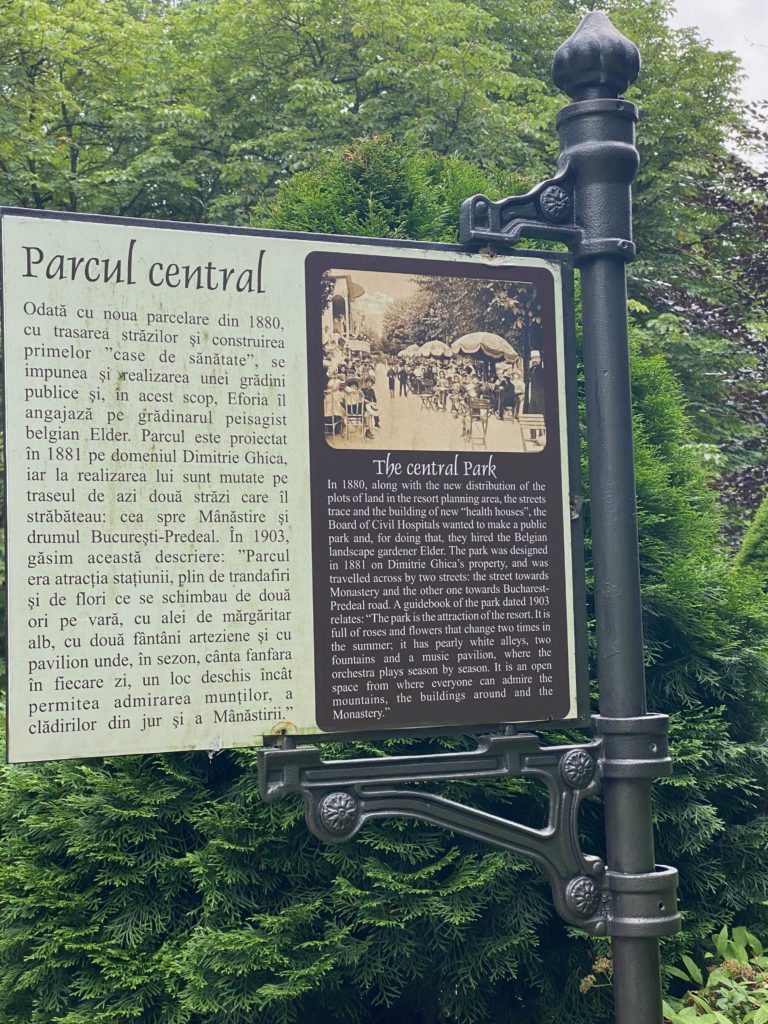 Parcul central
Odată cu noua parcelare din 1880,
cu trasarea străzilor și construirea
primelor ”case de sănătate”, se
impunea și realizarea unei grădini
publice și, în acest scop, Eforia îl
angajază pe grădinarul peisagist
belgian Elder. Parcul este proiectat
în 1881 pe domeniul Dimitrie Ghica,
iar la realizarea lui sunt mutate pe
traseul de azi două străzi care îl
străbăteau: cea spre Mânăstire și
drumul București-Predeal. În 1903,
găsim această descriere: ”Parcul
era atracția stațiunii, plin de trandafiri
și de flori ce se schimbau de două
ori pe vară, cu alei de mărgăritar
alb, cu două fântâni arteziene și cu
pavilion unde, în sezon, cânta fanfara
în fiecare zi, un loc deschis încât
permitea admirarea munților, a
clădirilor din jur și a Mânăstirii.”
The central Park
In 1880, along with the new distribution of the
plots of land in the resort planning area, the streets
trace and the building of new “health houses”, the
Board of Civil Hospitals wanted to make a public
park and, for doing that, they hired the Belgian
landscape gardener Elder. The park was designed
in 1881 on Dimitrie Ghica’s property, and was
travelled across by two streets: the street towards
Monastery and the other one towards Bucharest-
Predeal road. A guidebook of the park dated 1903
relates: “The park is the attraction of the resort. It is
full of roses and flowers that change two times in
the summer; it has pearly white alleys, two
fountains and a music pavilion, where the
orchestra plays season by season. It is an open
space from where everyone can admire the
mountains, the buildings around and the
Monastery.”